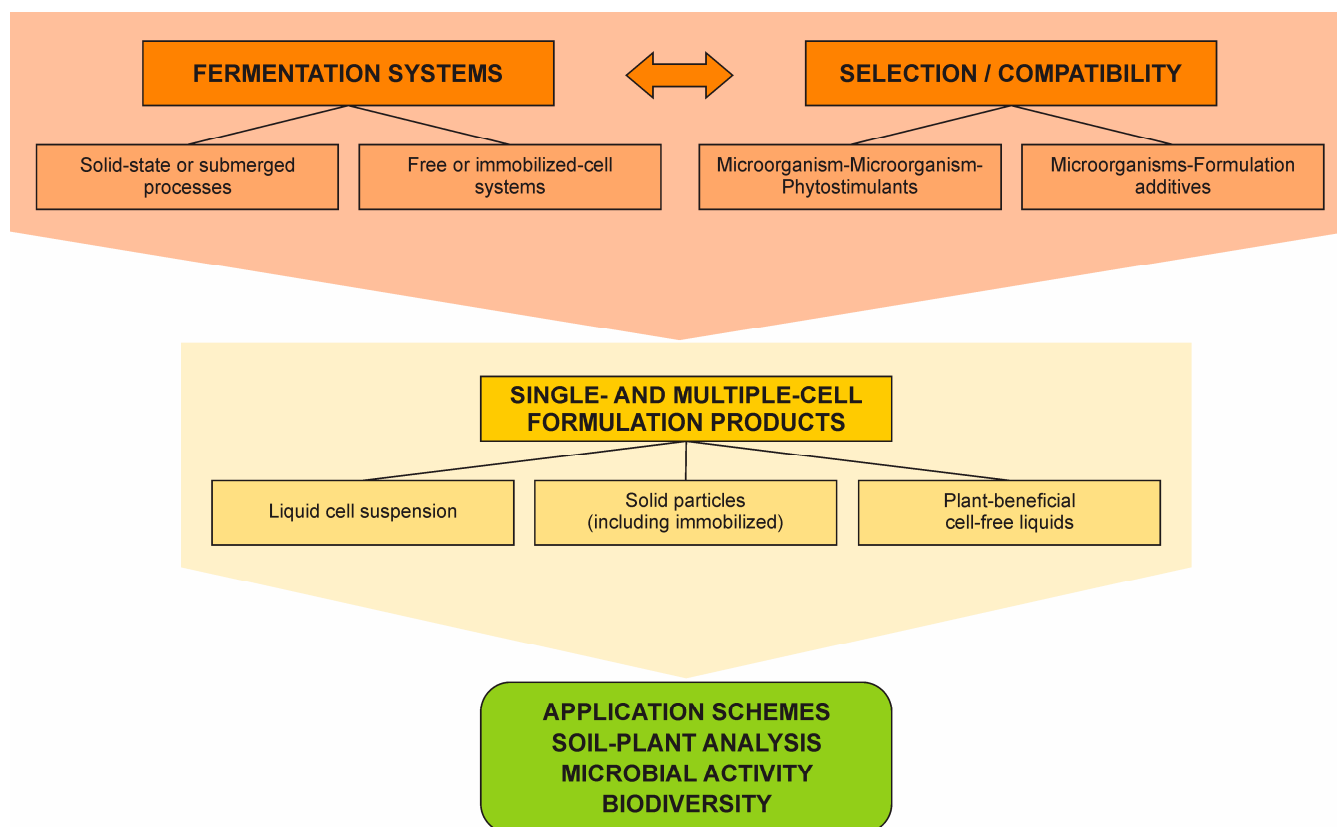 FERMENTATION SYSTEMS
SELECTION / COMPATIBILITY
Solid-state or submerged
processes
Free or immobilized-cell
systems
Microorganism-Microorganism-
Phytostimulants
Microorganisms-Formulation
additives
SINGLE- AND MULTIPLE-CELL
FORMULATION PRODUCTS
Liquid cell suspension
Solid particles
(including immobilized)
Plant-beneficial
cell-free liquids
APPLICATION SCHEMES
SOIL-PLANT ANALYSIS
MICROBIAL ACTIVITY
BIODIVERSITY